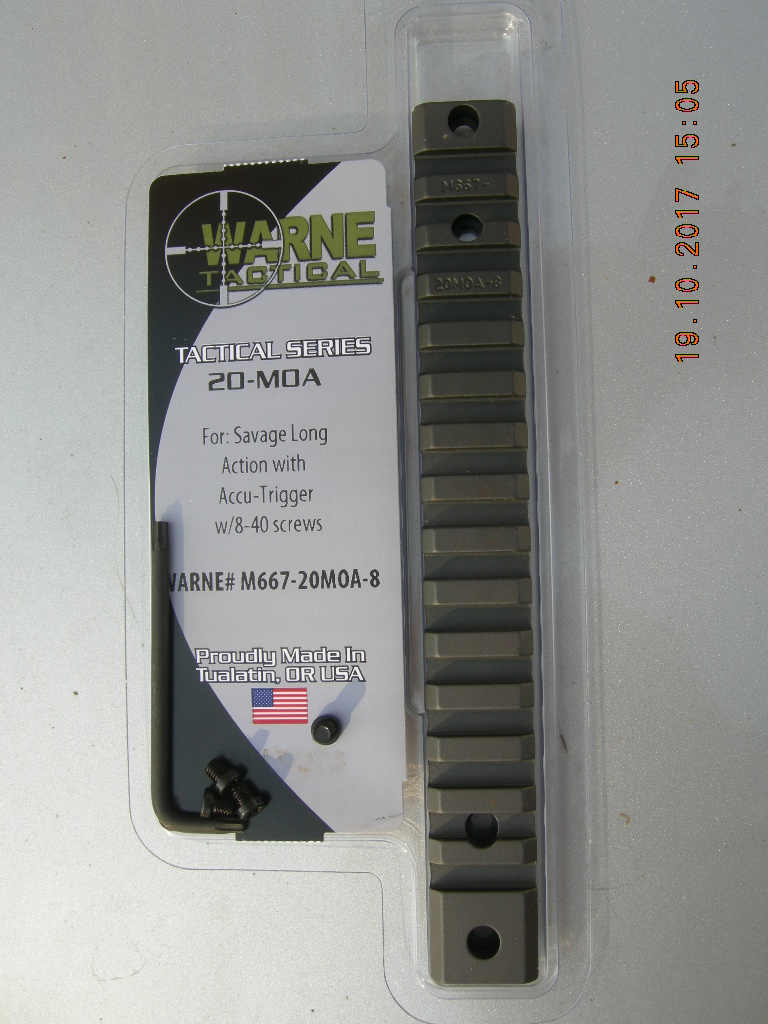 WARNE
TACTICAL
TACTICAL SERIES
20-MOA
For: Savage Long
Action with
Accu-Trigger
w/8-40 screws
WARNE# M667-20MOA-8
Proudly Made In
Tualatin, OR USA
M667-
20MOA-8
19.10.2017 15:05